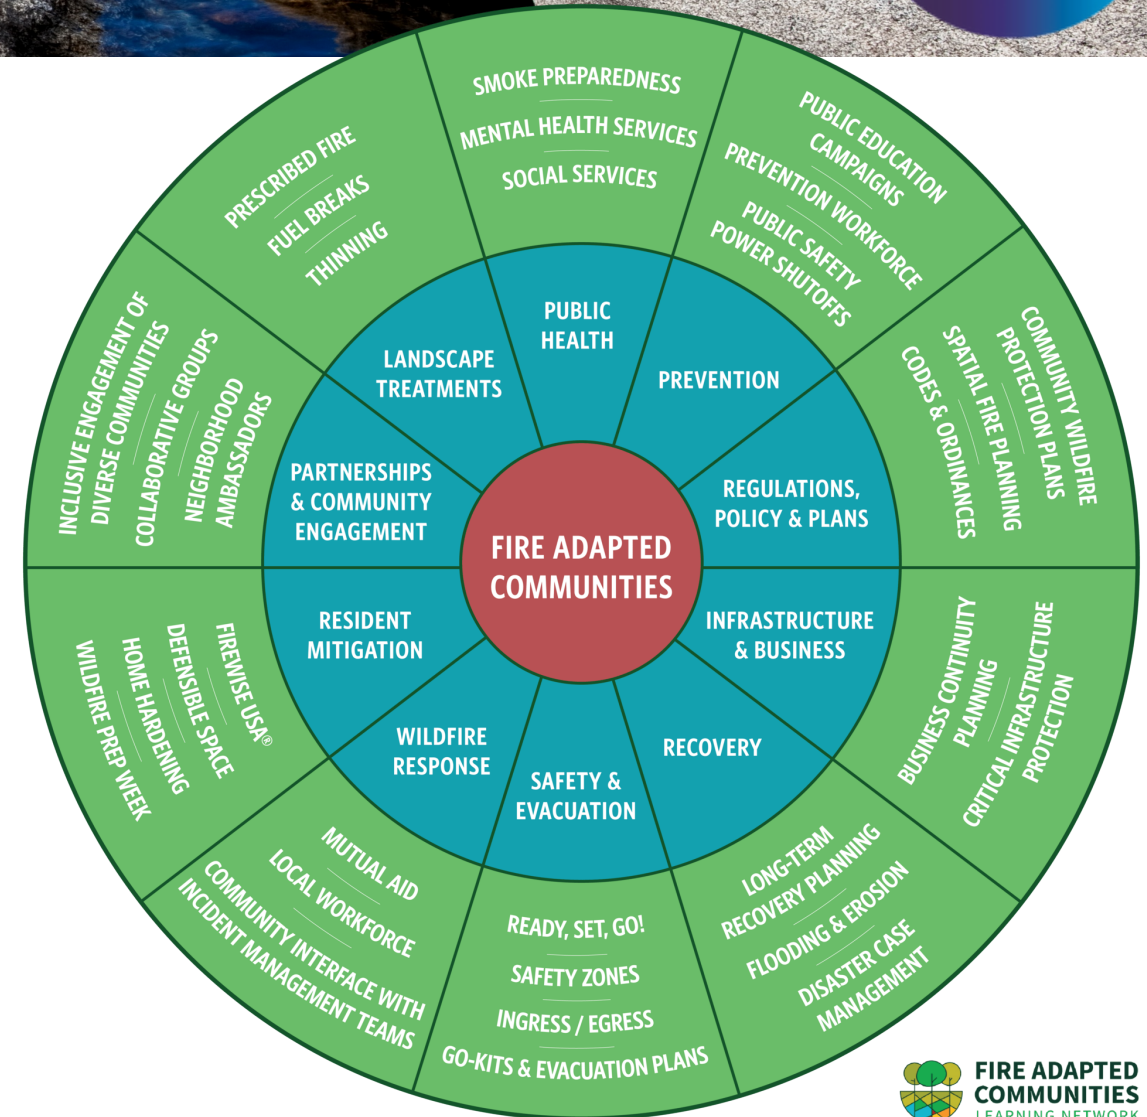 FIRE ADAPTED
COMMUNITIES
PUBLIC
HEALTH
SMOKE PREPAREDNESS
MENTAL HEALTH SERVICES
SOCIAL SERVICES
PREVENTION
PUBLIC EDUCATION
CAMPAIGNS
PREVENTION WORKFORCE
PUBLIC SAFETY
POWER SHUTOFFS
REGULATIONS,
POLICY & PLANS
COMMUNITY WILDFIRE
PROTECTION PLANS
SPATIAL FIRE PLANNING
CODES & ORDINANCES
INFRASTRUCTURE
& BUSINESS
BUSINESS CONTINUITY
PLANNING
CRITICAL INFRASTRUCTURE
PROTECTION
RECOVERY
LONG-TERM
RECOVERY PLANNING
FLOODING & EROSION
DISASTER CASE
MANAGEMENT
SAFETY &
EVACUATION
READY, SET, GO!
SAFETY ZONES
INGRESS / EGRESS
GO-KITS & EVACUATION PLANS
WILDFIRE
RESPONSE
MUTUAL AID
LOCAL WORKFORCE
COMMUNITY INTERFACE WITH
INCIDENT MANAGEMENT TEAMS
RESIDENT
MITIGATION
FIREWISE USA®
DEFENSIBLE SPACE
HOME HARDENING
WILDFIRE PREP WEEK
PARTNERSHIPS
& COMMUNITY
ENGAGEMENT
INCLUSIVE ENGAGEMENT OF
DIVERSE COMMUNITIES
COLLABORATIVE GROUPS
NEIGHBORHOOD
AMBASSADORS
LANDSCAPE
TREATMENTS
PRESCRIBED FIRE
FUEL BREAKS
THINNING
FIRE ADAPTED
COMMUNITIES
LEARNING NETWORK